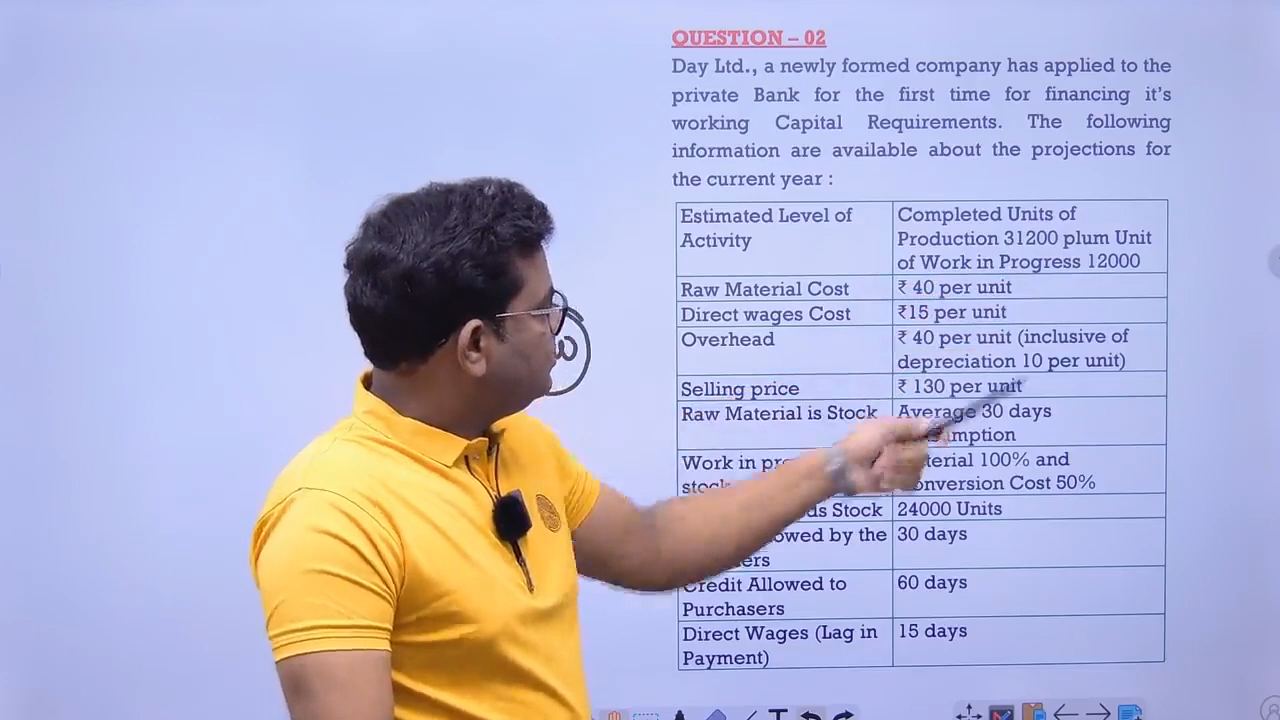 QUESTION – 02
Day Ltd., a newly formed company has applied to the
private Bank for the first time for financing it's
working Capital Requirements. The following
information are available about the projections for
the current year :
Estimated Level of
Activity
Completed Units of
Production 31200 plum Unit
of Work in Progress 12000
Raw Material Cost
₹ 40 per unit
Direct wages Cost
₹15 per unit
Overhead
₹ 40 per unit (inclusive of
depreciation 10 per unit)
Selling price
₹ 130 per unit
Raw Material is Stock
Average 30 days
Work in
Material 100% and
Conversion Cost 50%
Stock
24000 Units
by the
30 days
Credit Allowed to
Purchasers
60 days
Direct Wages (Lag in
Payment)
15 days